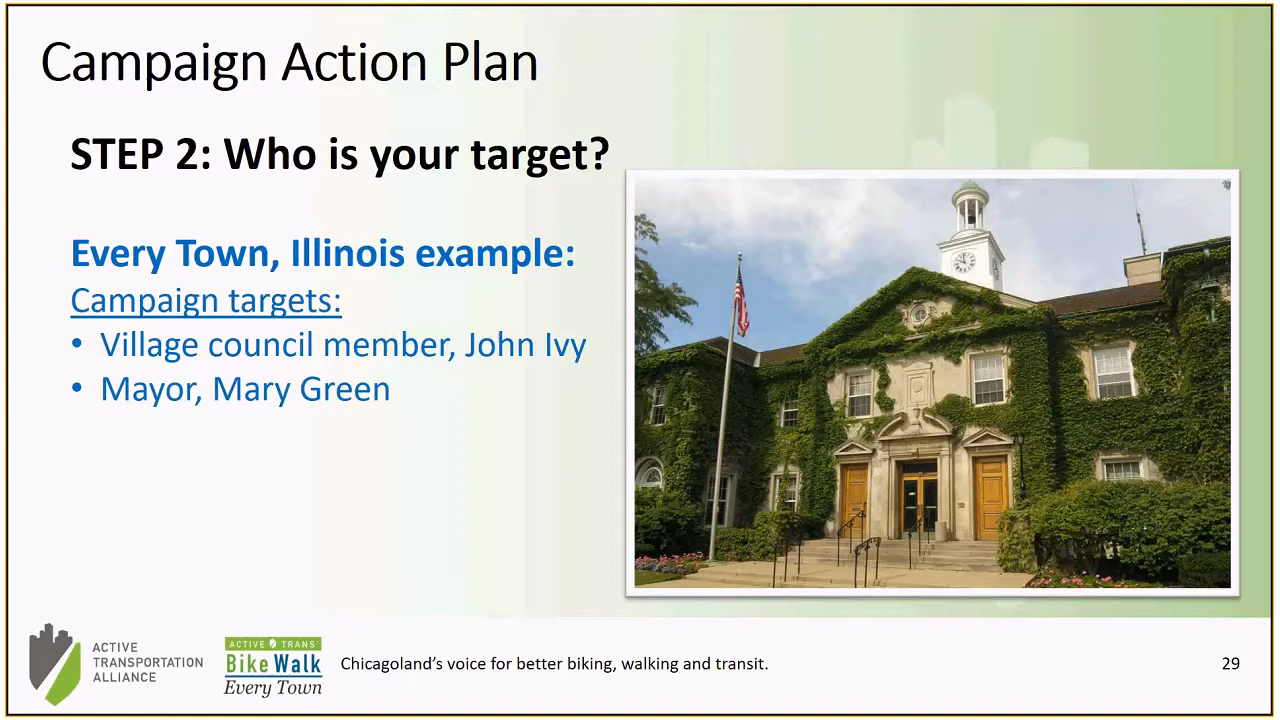 Campaign Action Plan
STEP 2: Who is your target?
Every Town, Illinois example:
Campaign targets:
• Village council member, John Ivy
• Mayor, Mary Green
ACTIVE
TRANSPORTATION
ALLIANCE
ACTIVE TRANS
Bike Walk
Every Town
Chicagoland’s voice for better biking, walking and transit.
29